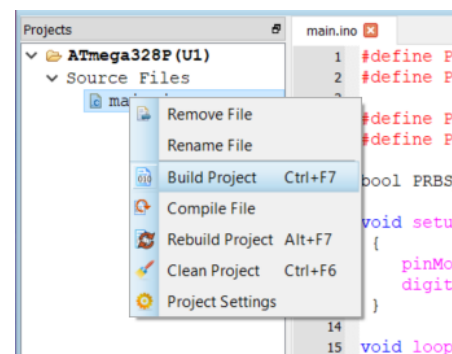 Projects
main.ino
ATmega328P (U1)
Source Files
Remove File
Rename File
Build Project Ctrl+F7
Compile File
Rebuild Project Alt+F7
Clean Project Ctrl+F6
Project Settings
1 #define P
2 #define P
#define P
#define P
bool PRBS
void setu
{
pinMo
digit
}
14
15 void loop